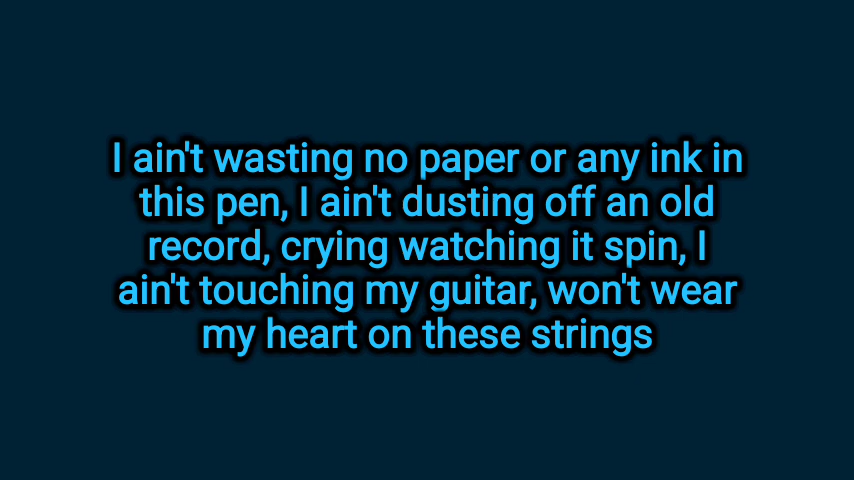 I ain't wasting no paper or any ink in
this pen, I ain't dusting off an old
record, crying watching it spin, I
ain't touching my guitar, won't wear
my heart on these strings